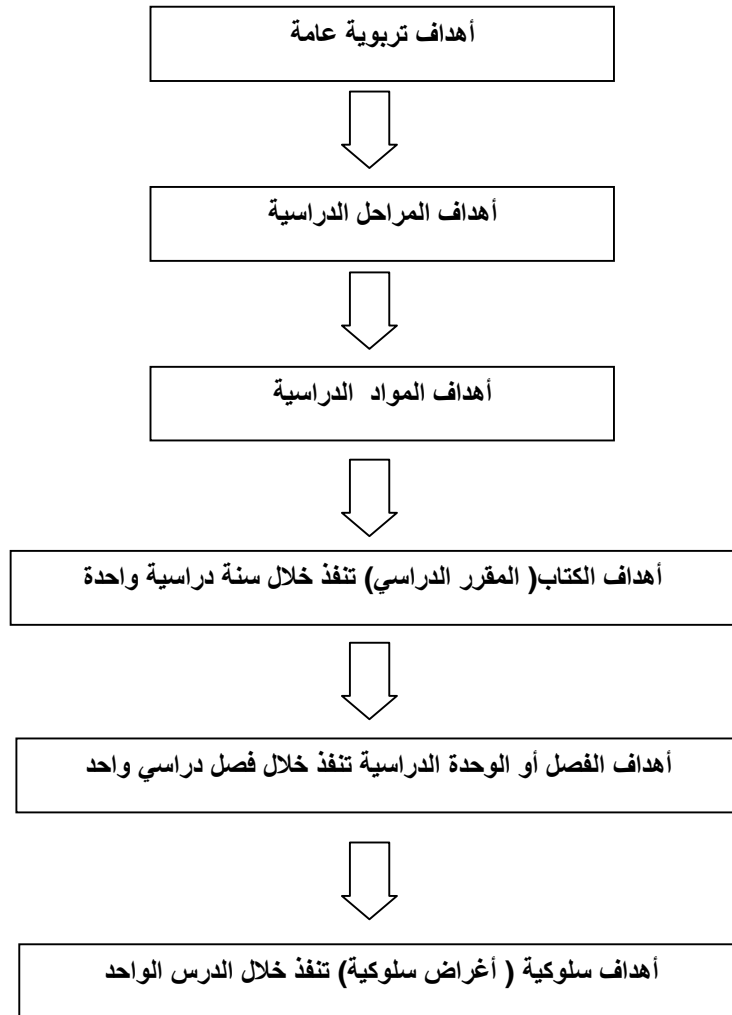 أهداف تربوية عامة
أهداف المراحل الدراسية
أهداف المواد الدراسية
أهداف الكتاب( المقرر الدراسي) تنفذ خلال سنة دراسية واحدة
أهداف الفصل أو الوحدة الدراسية تنفذ خلال فصل دراسي واحد
أهداف سلوكية ( أغراض سلوكية) تنفذ خلال الدرس الواحد